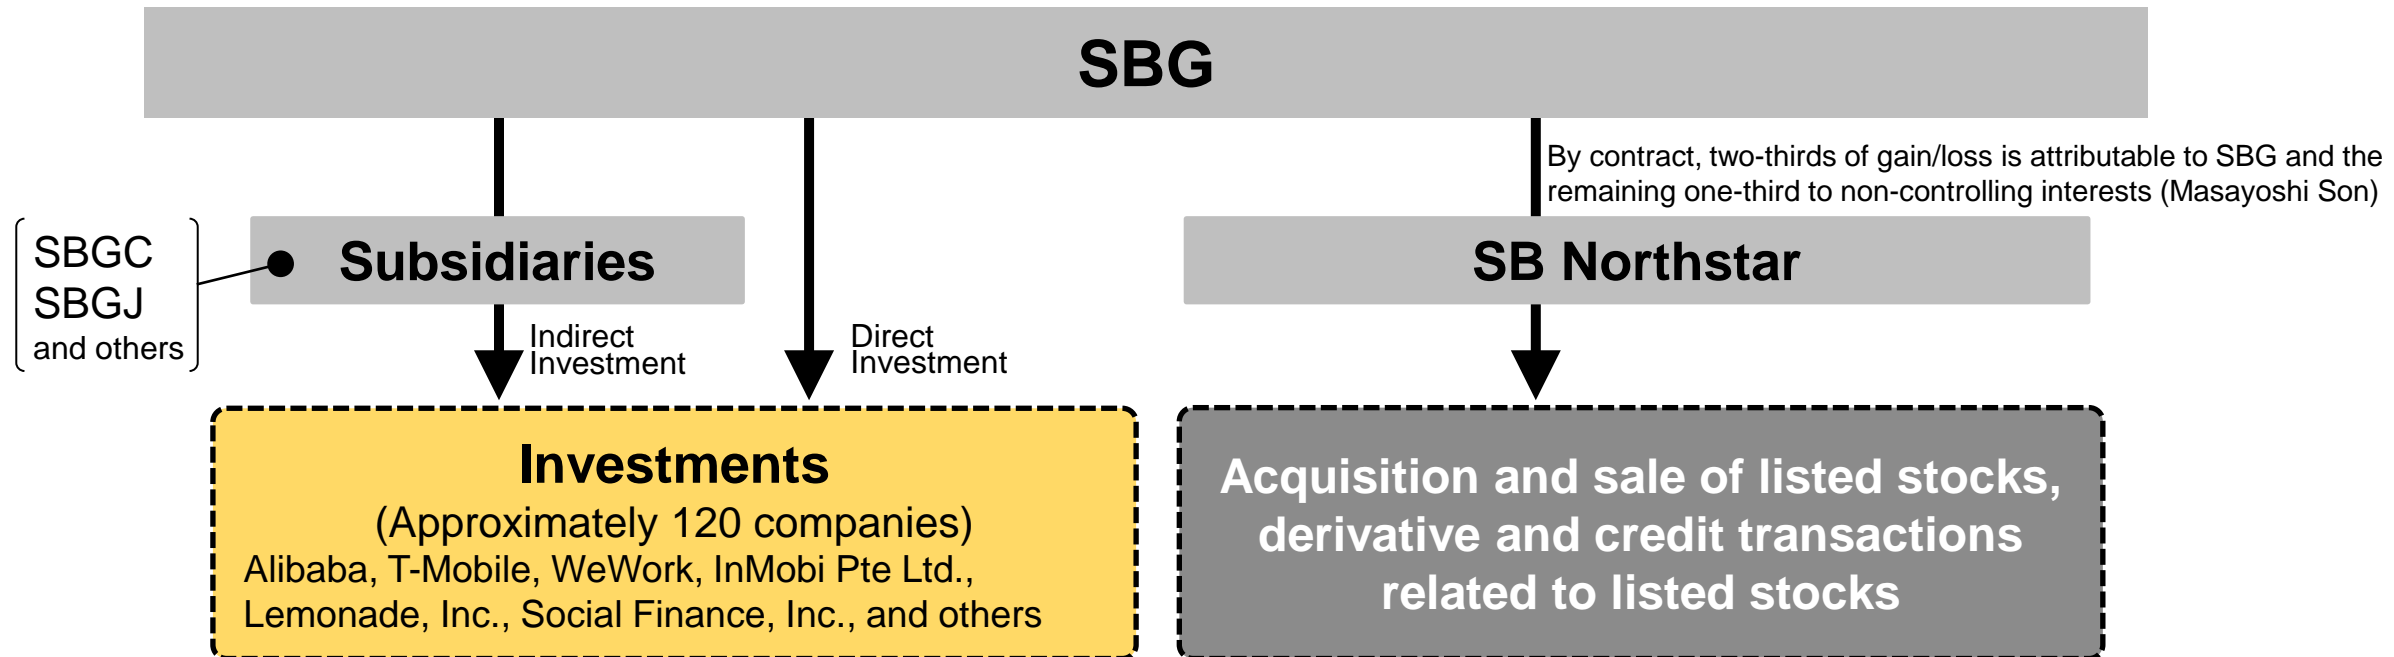 SBG
By contract, two-thirds of gain/loss is attributable to SBG and the
remaining one-third to non-controlling interests (Masayoshi Son)
SBGC
SBGJ
and others
Subsidiaries
SB Northstar
Indirect
Investment
Direct
Investment
Investments
(Approximately 120 companies)
Alibaba, T-Mobile, WeWork, InMobi Pte Ltd.,
Lemonade, Inc., Social Finance, Inc., and others
Acquisition and sale of listed stocks,
derivative and credit transactions
related to listed stocks